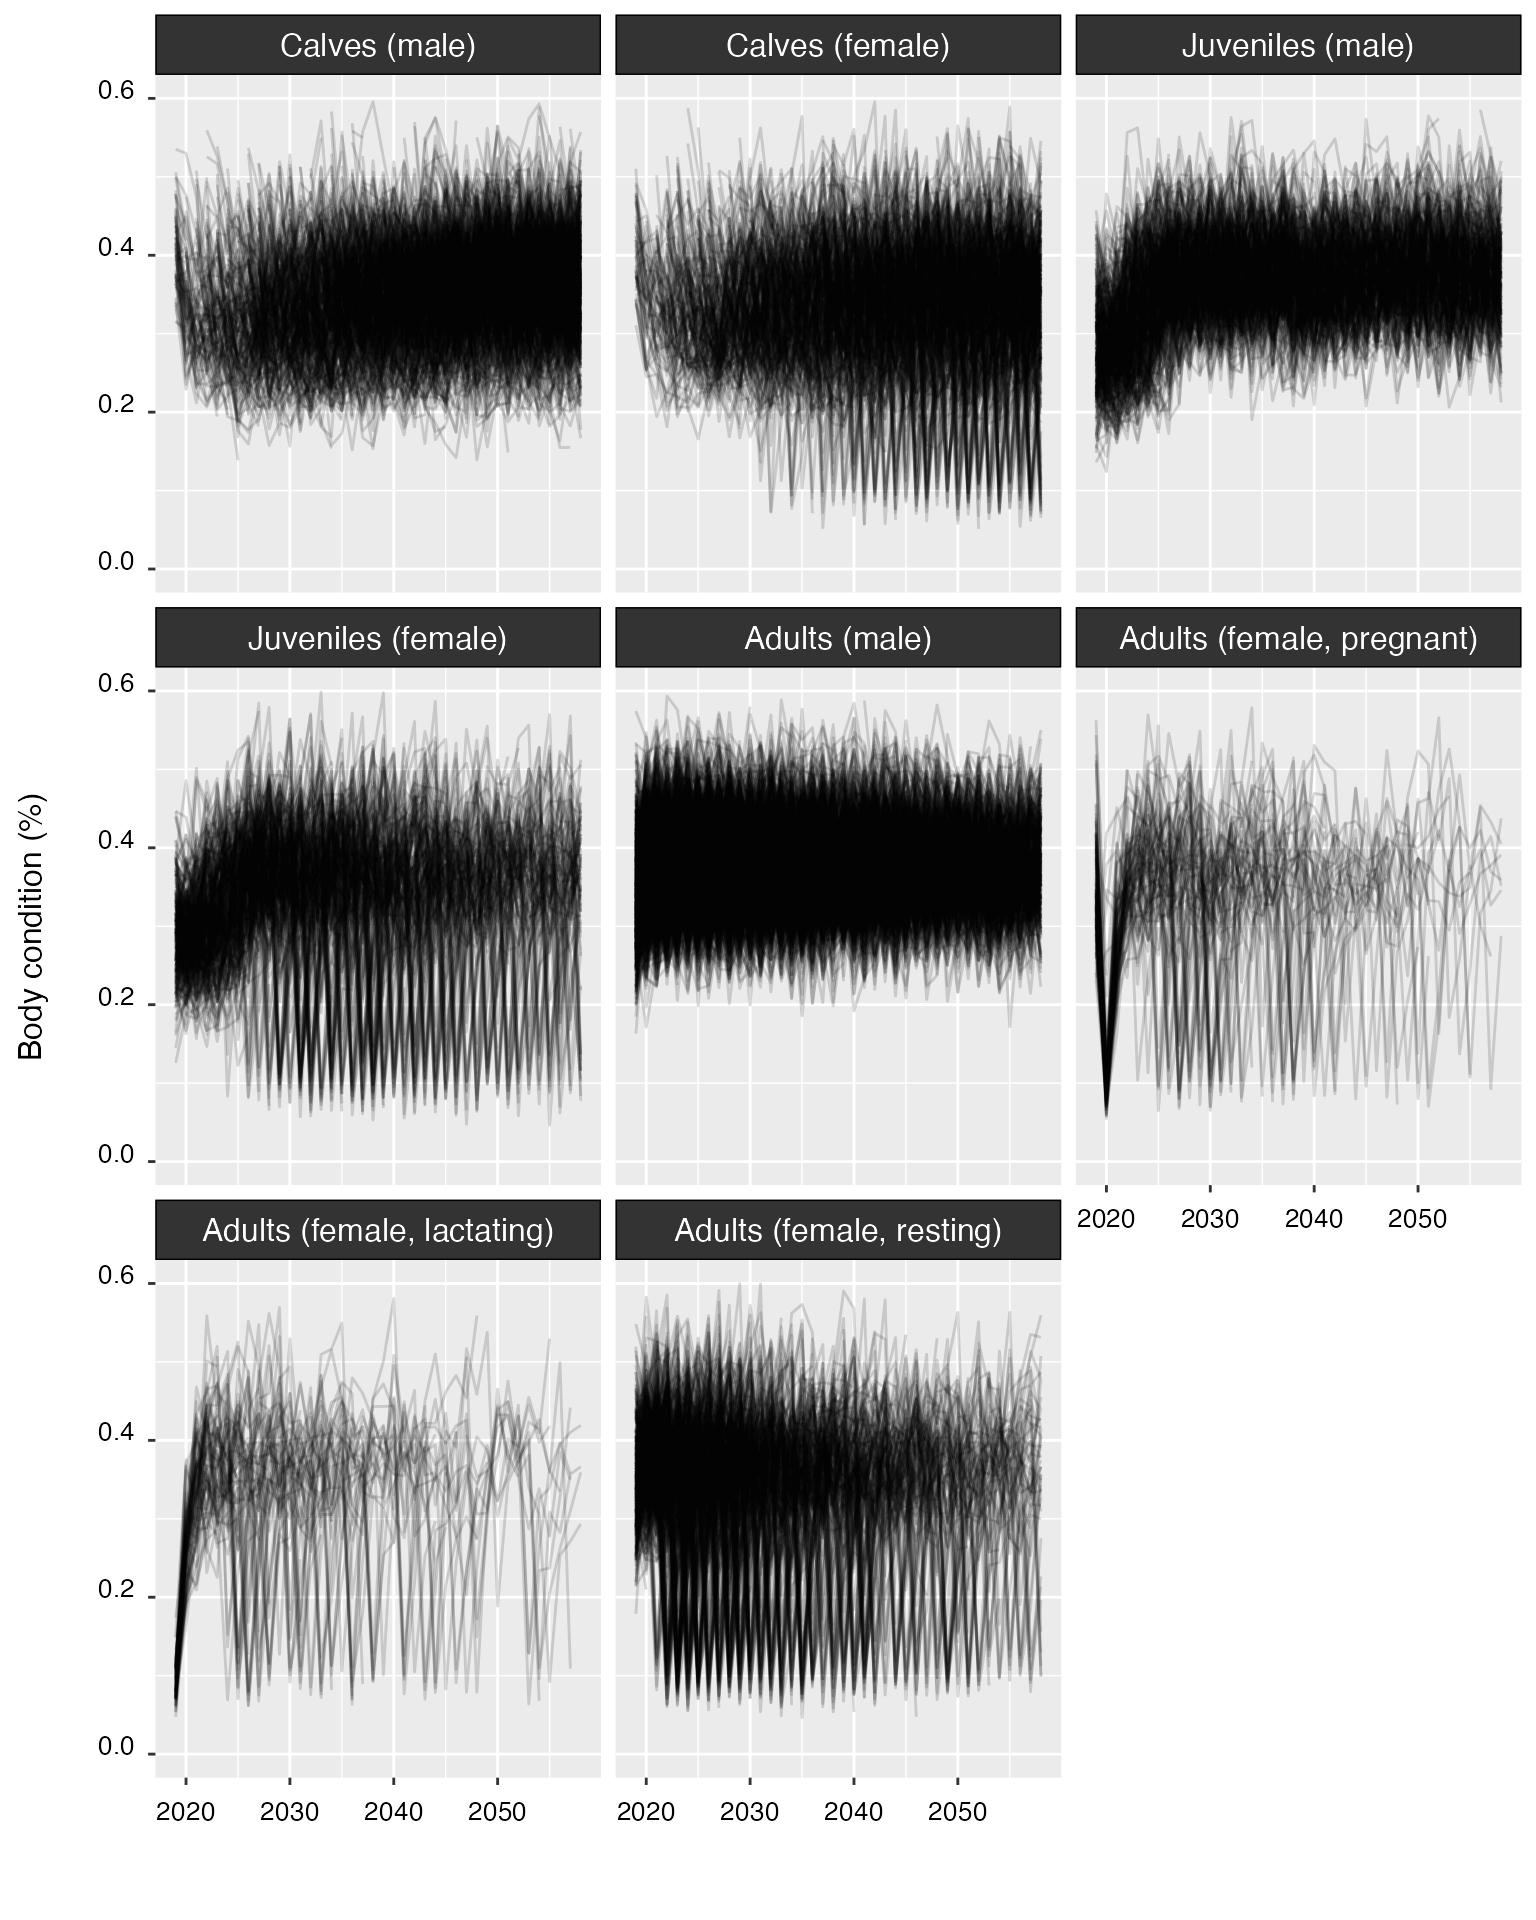 Calves (male) Calves (female) Juveniles (male)
0.6
0.4
0.2
0.0
Juveniles (female) Adults (male) Adults (female, pregnant)
0.6
0.4
0.2
0.0
Body condition (%)
2020 2030 2040 2050
Adults (female, lactating) Adults (female, resting)
0.6
0.4
0.2
0.0
2020 2030 2040 2050 2020 2030 2040 2050